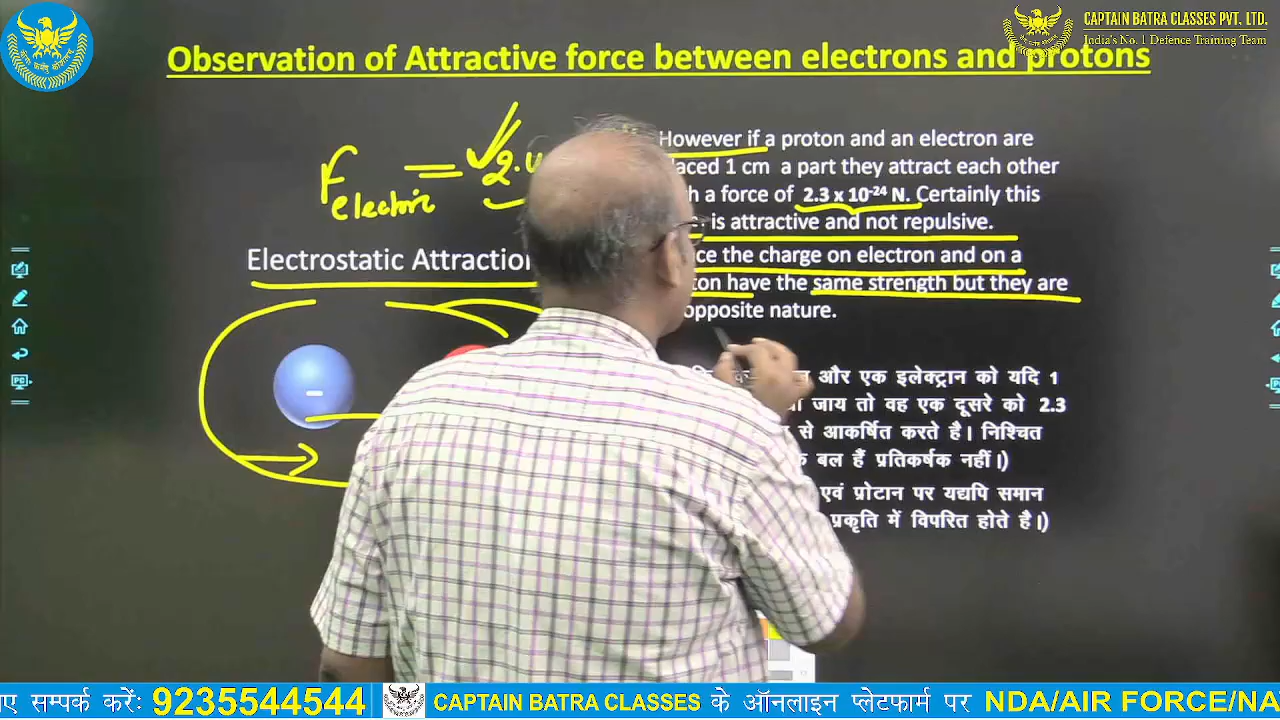 CAPTAIN BATRA CLASSES PVT. LTD.
India's No. 1 Defence Training Team
Observation of Attractive force between electrons and protons
F electric = 2.
However if a proton and an electron are
1 cm a part they attract each other
a force of 2.3 x 10⁻²⁴ N. Certainly this
is attractive and not repulsive.
Electrostatic
the charge on electron and on a
have the same strength but they are
opposite nature.
-
और एक इलेक्ट्रान को यदि 1
जाय तो वह एक दूसरे को 2.3
से आकर्षित करते है। निश्चित
बल हैं प्रतिकर्षक नहीं।)
एवं प्रोटान पर यद्यपि समान
प्रकृति में विपरित होते है।)
सम्पर्क करें: 9235544544 CAPTAIN BATRA CLASSES के ऑनलाइन प्लेटफार्म पर NDA/AIR FORCE/NA